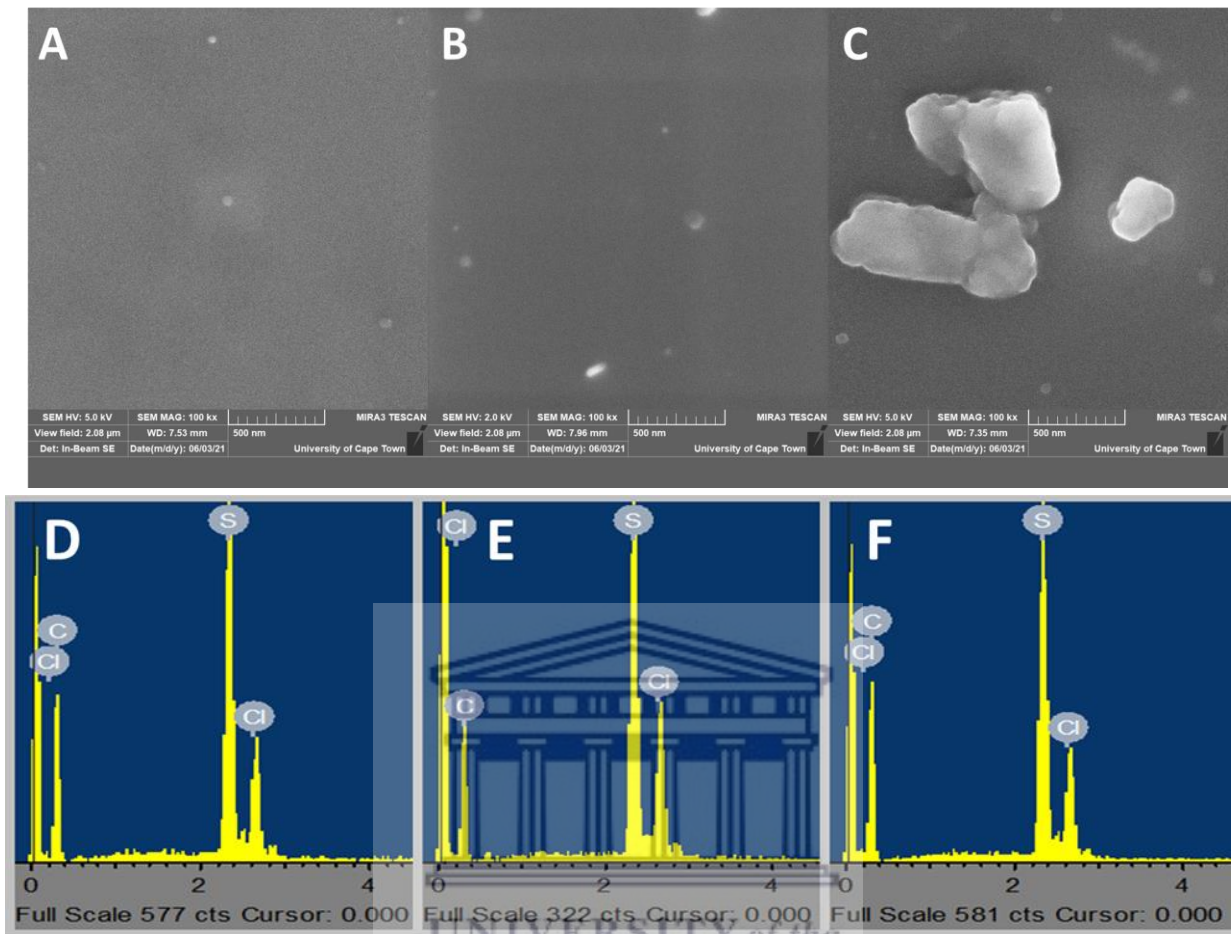 A
B
C
SEM HV: 5.0 kV
SEM MAG: 100 kx
MIRA3 TESCAN
View field: 2.08 µm
WD: 7.53 mm
500 nm
Det: In-Beam SE
Date(m/d/y): 06/03/21
University of Cape Town
SEM HV: 2.0 kV
SEM MAG: 100 kx
MIRA3 TESCAN
View field: 2.08 µm
WD: 7.96 mm
500 nm
Det: In-Beam SE
Date(m/d/y): 06/03/21
University of Cape Town
SEM HV: 5.0 kV
SEM MAG: 100 kx
MIRA3 TESCAN
View field: 2.08 µm
WD: 7.35 mm
500 nm
Det: In-Beam SE
Date(m/d/y): 06/03/21
University of Cape Town
D
S
C
Cl
Cl
0 2 4
Full Scale 577 cts Cursor: 0.000
E
Cl
S
Cl
C
0 2 4
Full Scale 322 cts Cursor: 0.000
F
S
C
Cl
Cl
0 2 4
Full Scale 581 cts Cursor: 0.000
UNIVERSITY of the